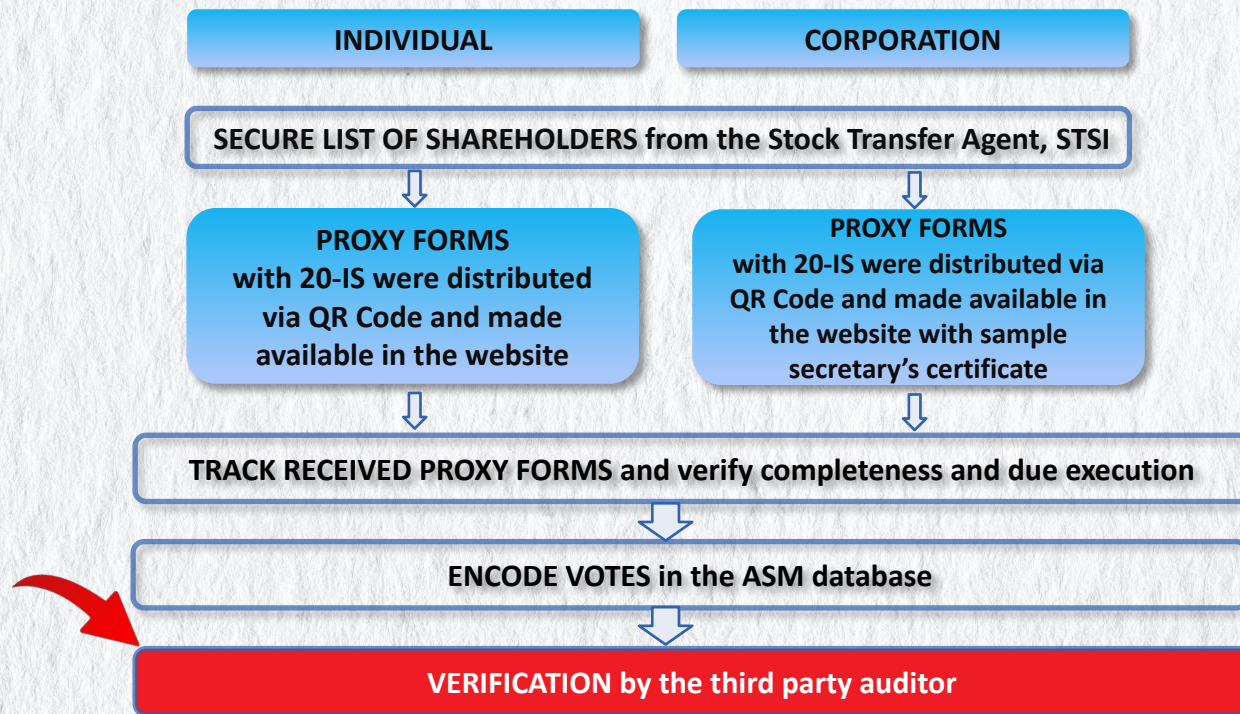 INDIVIDUAL
CORPORATION
SECURE LIST OF SHAREHOLDERS from the Stock Transfer Agent, STSI
PROXY FORMS
with 20-IS were distributed
via QR Code and made
available in the website
PROXY FORMS
with 20-IS were distributed via
QR Code and made available in
the website with sample
secretary’s certificate
TRACK RECEIVED PROXY FORMS and verify completeness and due execution
ENCODE VOTES in the ASM database
VERIFICATION by the third party auditor